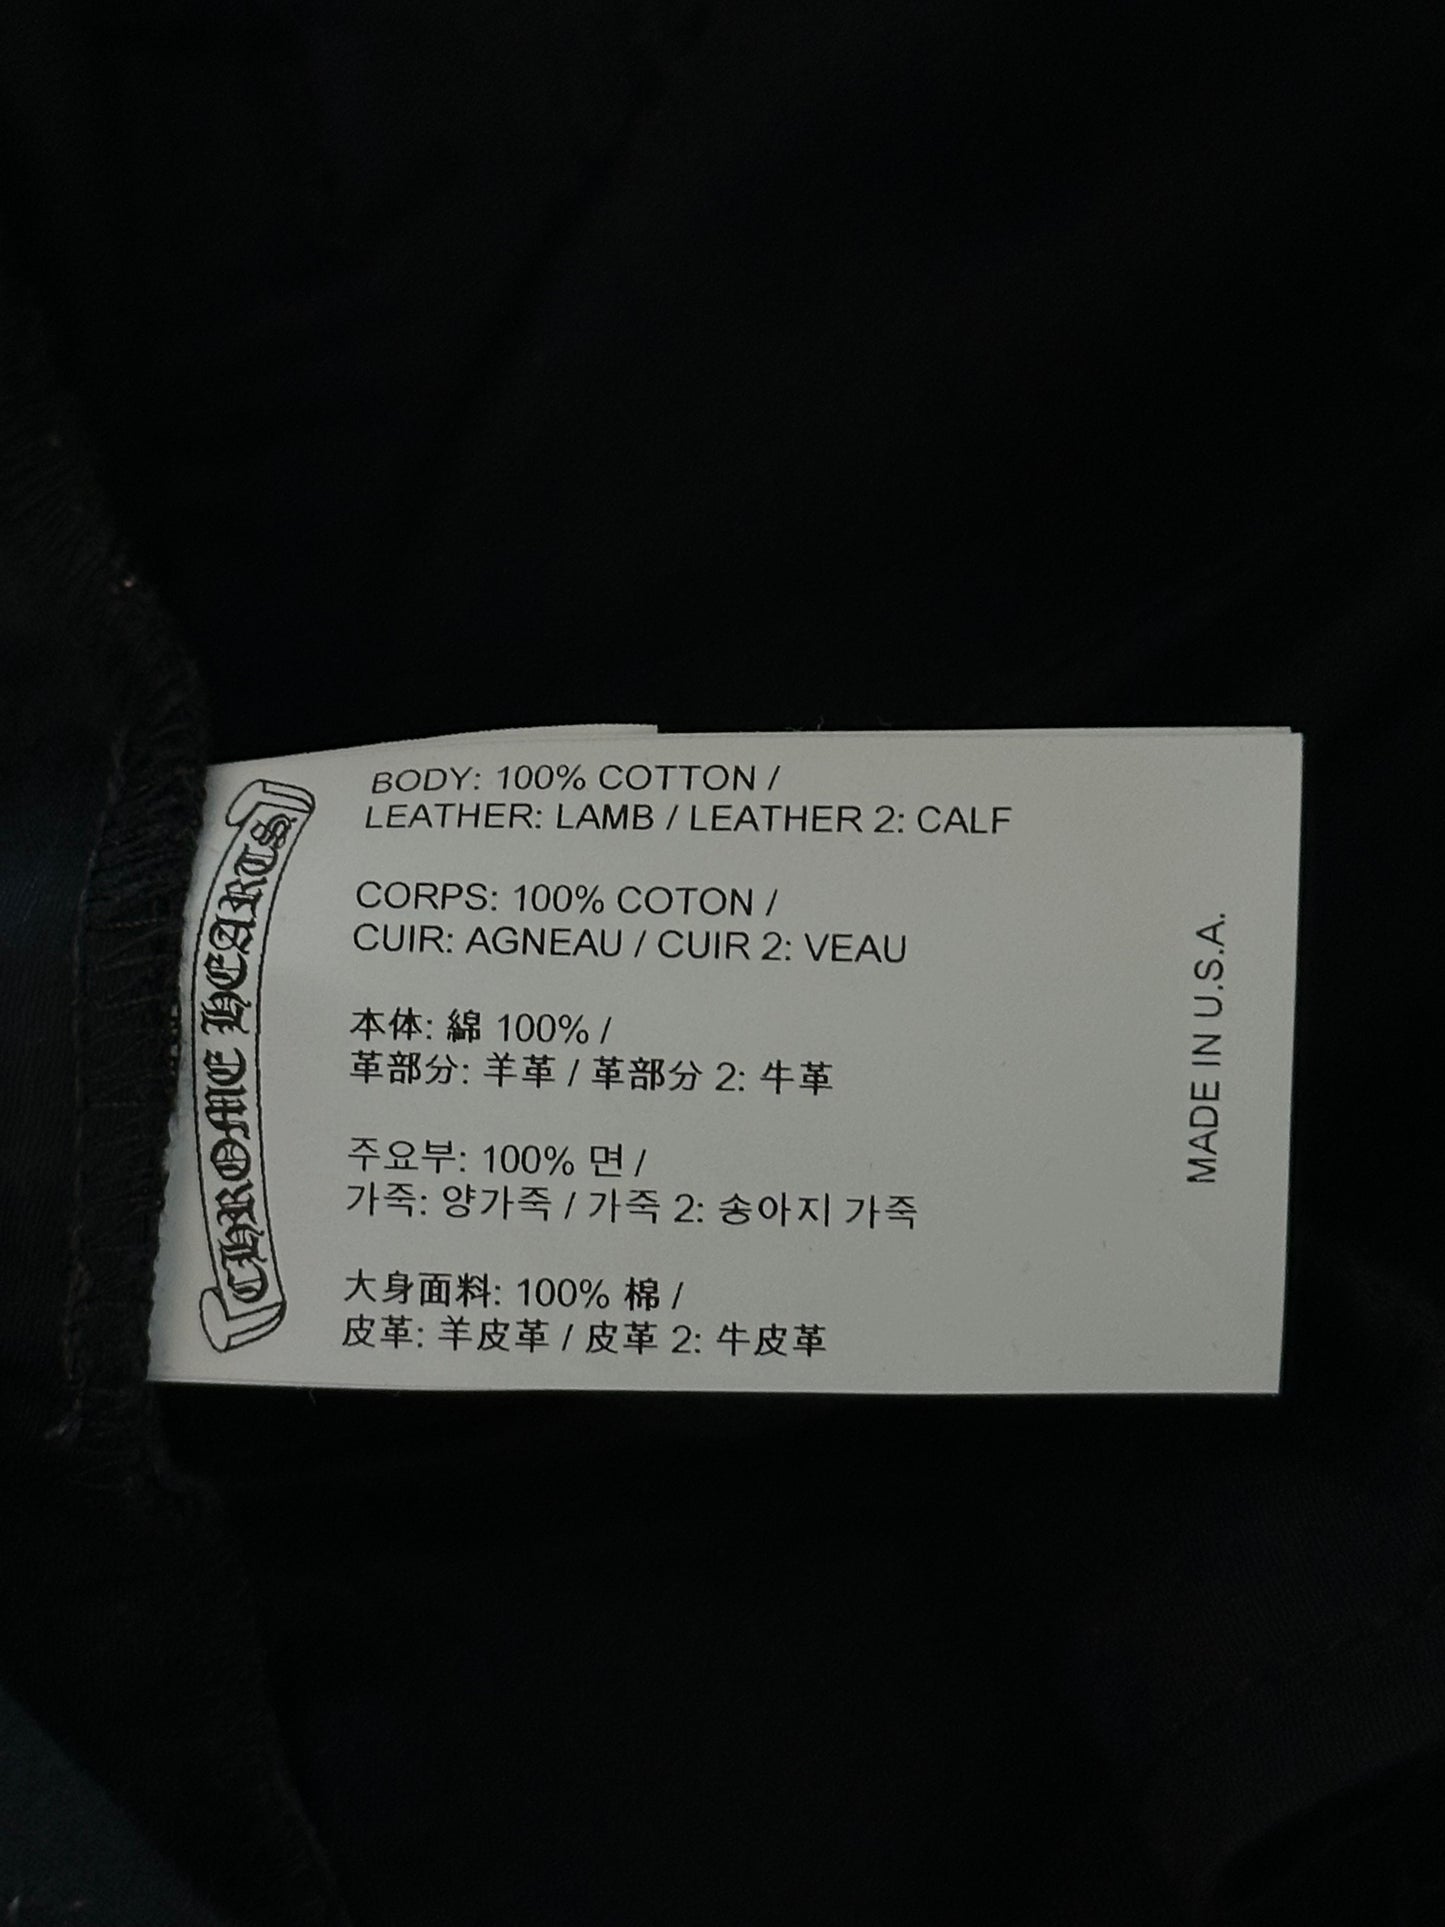 CHROME HEARTS
BODY: 100% COTTON /
LEATHER: LAMB / LEATHER 2: CALF
CORPS: 100% COTON /
CUIR: AGNEAU / CUIR 2: VEAU
本体: 綿 100% /
革部分: 羊革 / 革部分 2: 牛革
주요부: 100% 면 /
가죽: 양가죽 / 가죽 2: 송아지 가죽
大身面料: 100% 棉 /
皮革: 羊皮革 / 皮革 2: 牛皮革
MADE IN U.S.A.